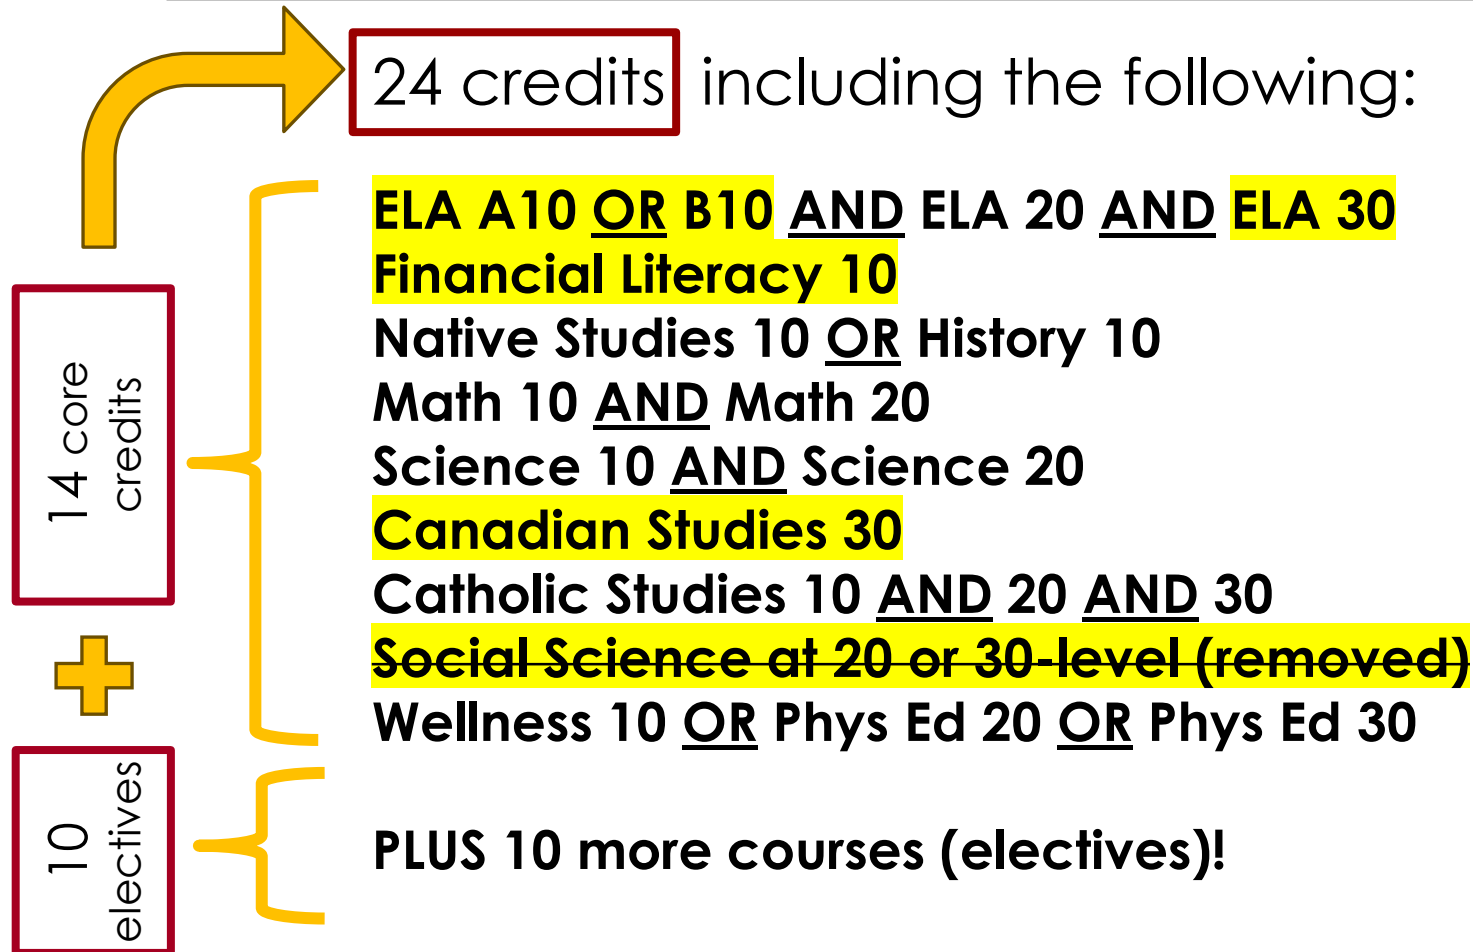 24 credits including the following:
ELA A10 OR B10 AND ELA 20 AND ELA 30
Financial Literacy 10
Native Studies 10 OR History 10
Math 10 AND Math 20
Science 10 AND Science 20
Canadian Studies 30
Catholic Studies 10 AND 20 AND 30
Social Science at 20 or 30-level (removed)
Wellness 10 OR Phys Ed 20 OR Phys Ed 30
PLUS 10 more courses (electives)!
14 core
credits
10
electives